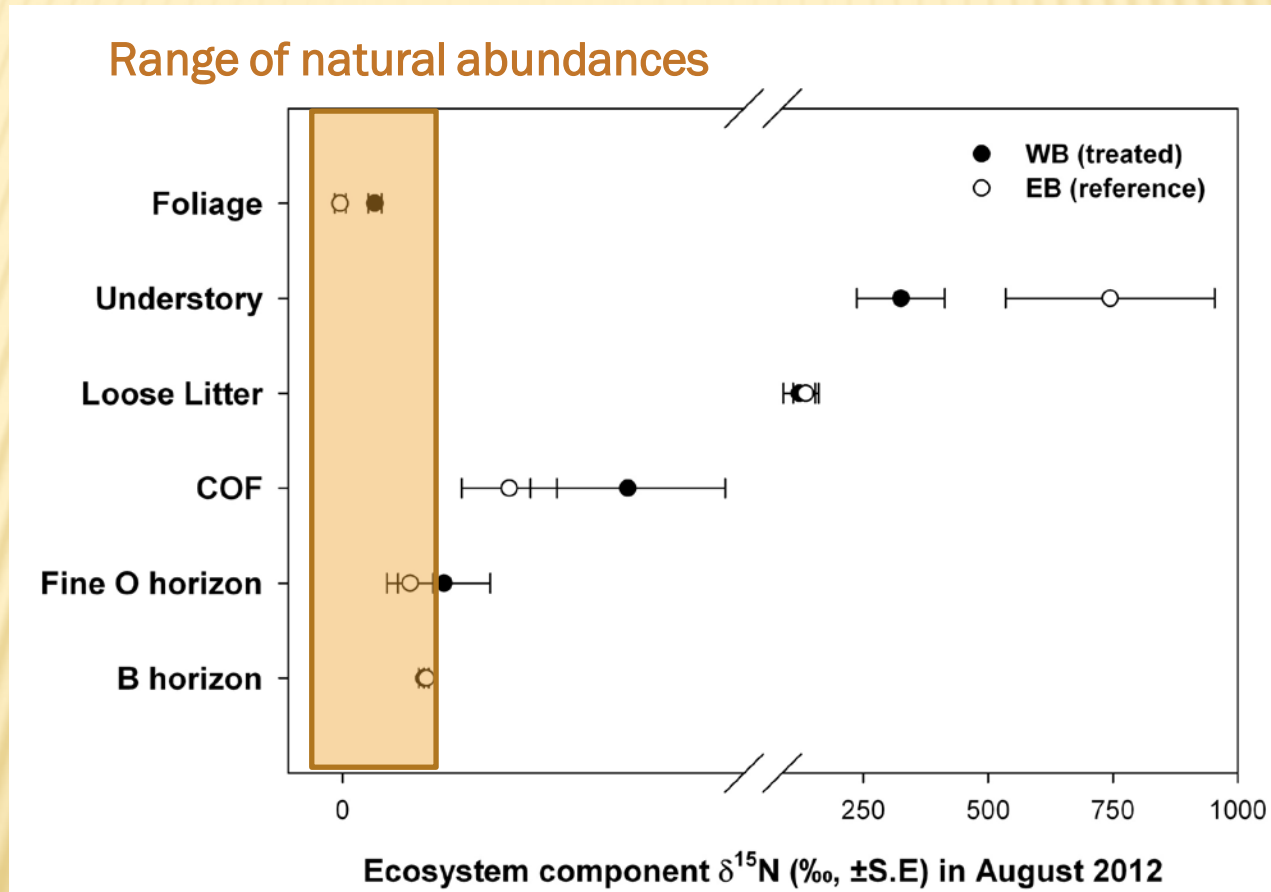 Range of natural abundances
WB (treated)
EB (reference)
Foliage
Understory
Loose Litter
COF
Fine O horizon
B horizon
0 250 500 750 1000
Ecosystem component δ¹⁵N (‰, ±S.E) in August 2012